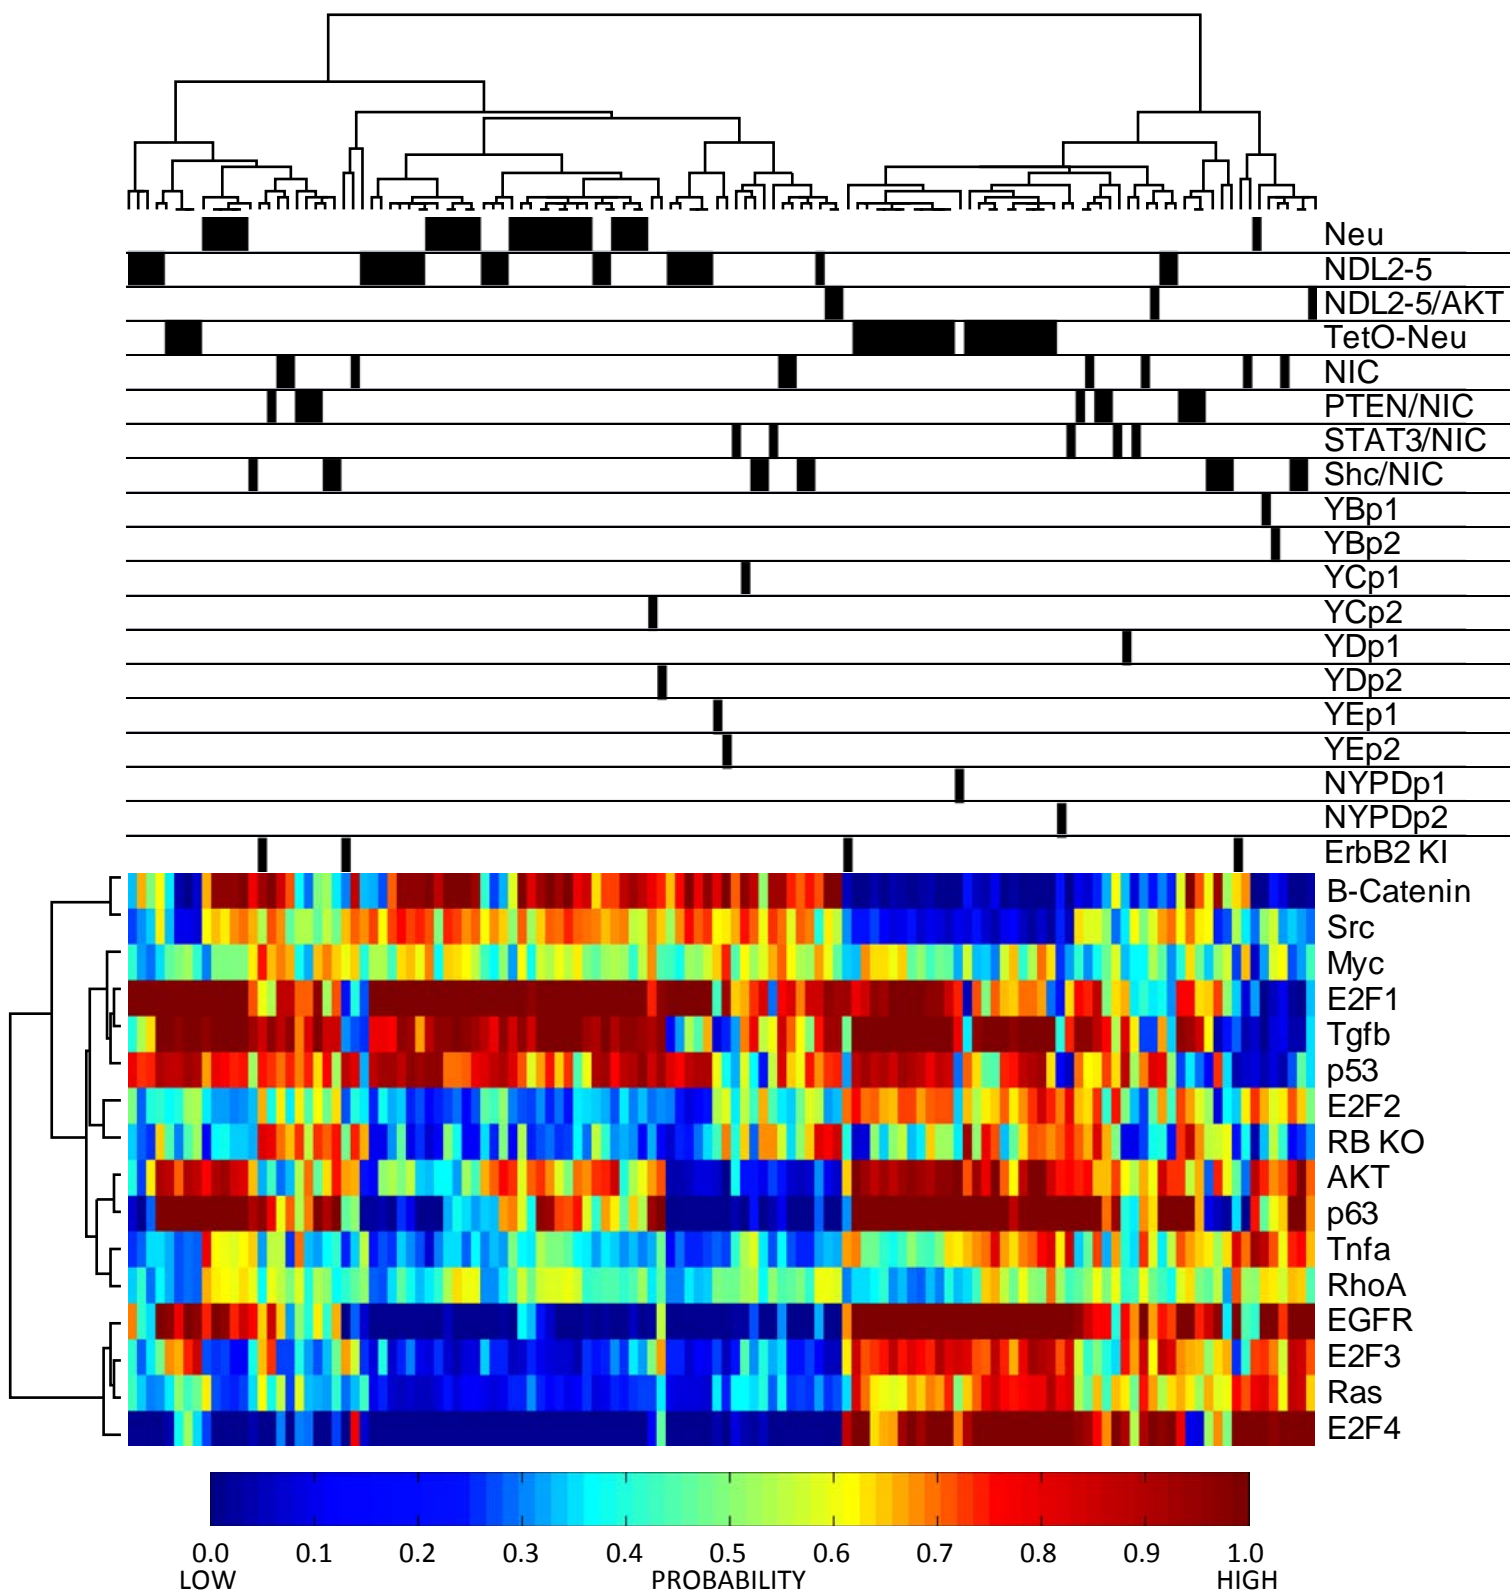 Neu
NDL2-5
NDL2-5/AKT
TetO-Neu
NIC
PTEN/NIC
STAT3/NIC
Shc/NIC
YBp1
YBp2
YCp1
YCp2
YDp1
YDp2
YEp1
YEp2
NYPDp1
NYPDp2
ErbB2 KI
B-Catenin
Src
Myc
E2F1
Tgfb
p53
E2F2
RB KO
AKT
p63
Tnfa
RhoA
EGFR
E2F3
Ras
E2F4
0.0 0.1 0.2 0.3 0.4 0.5 0.6 0.7 0.8 0.9 1.0
LOW PROBABILITY HIGH